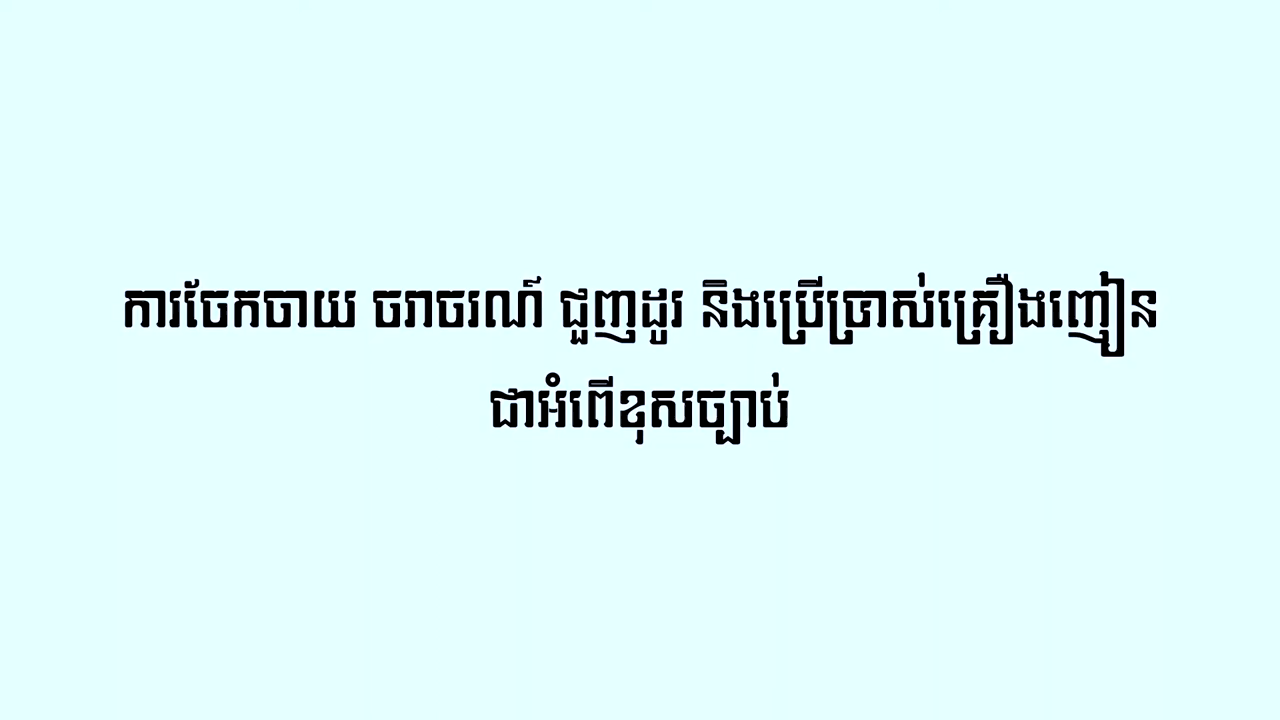 ការចែកចាយ ចរាចរណ៍ ជួញដូរ និងប្រើប្រាស់គ្រឿងញៀន
ជាអំពើខុសច្បាប់